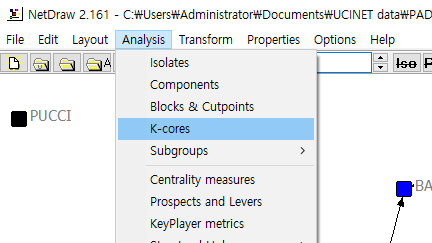 NetDraw 2.161 - C:₩Users₩Administrator₩Documents₩UCINET data₩PAD
File Edit Layout Analysis Transform Properties Options Help
A Iso P
Isolates
PUCCI
Components
Blocks & Cutpoints
K-cores
Subgroups
BA
Centrality measures
Prospects and Levers
KeyPlayer metrics